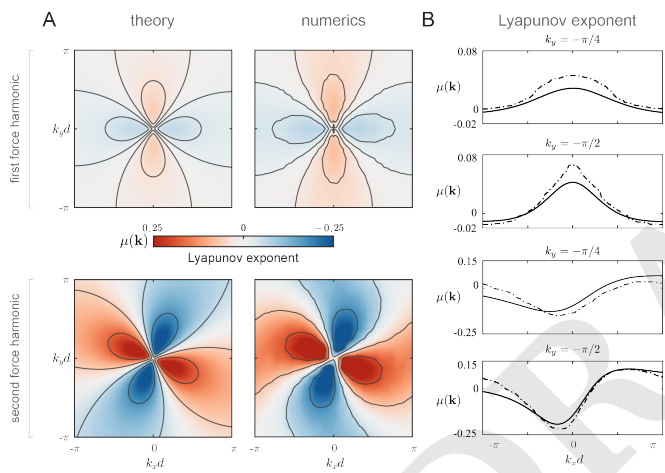 A
theory
numerics
B
Lyapunov exponent
first force harmonic
π
k_y d
-π
0.25
0
-0.25
μ(k)
Lyapunov exponent
second force harmonic
π
k_y d
-π
-π
0
π
k_x d
k_x d
k_y = −π/4
0.08
μ(k)
0
-0.02
k_y = −π/2
0.08
μ(k)
0
-0.02
k_y = −π/4
0.15
0
μ(k)
-0.25
k_y = −π/2
0.15
0
μ(k)
-0.25
-π
0
π
k_x d